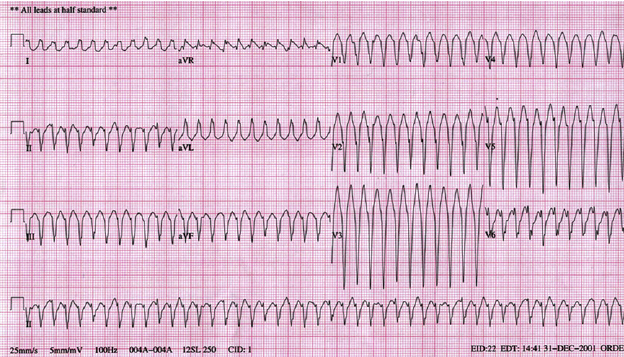 ** All leads at half standard **
I aVR V1 V4
II aVL V2 V5
III aVF V3 V6
II
25mm/s 5mm/mV 100Hz 004A-004A 12SL 250 CID: 1 EID:22 EDT: 14:41 31-DEC-2001 ORDE